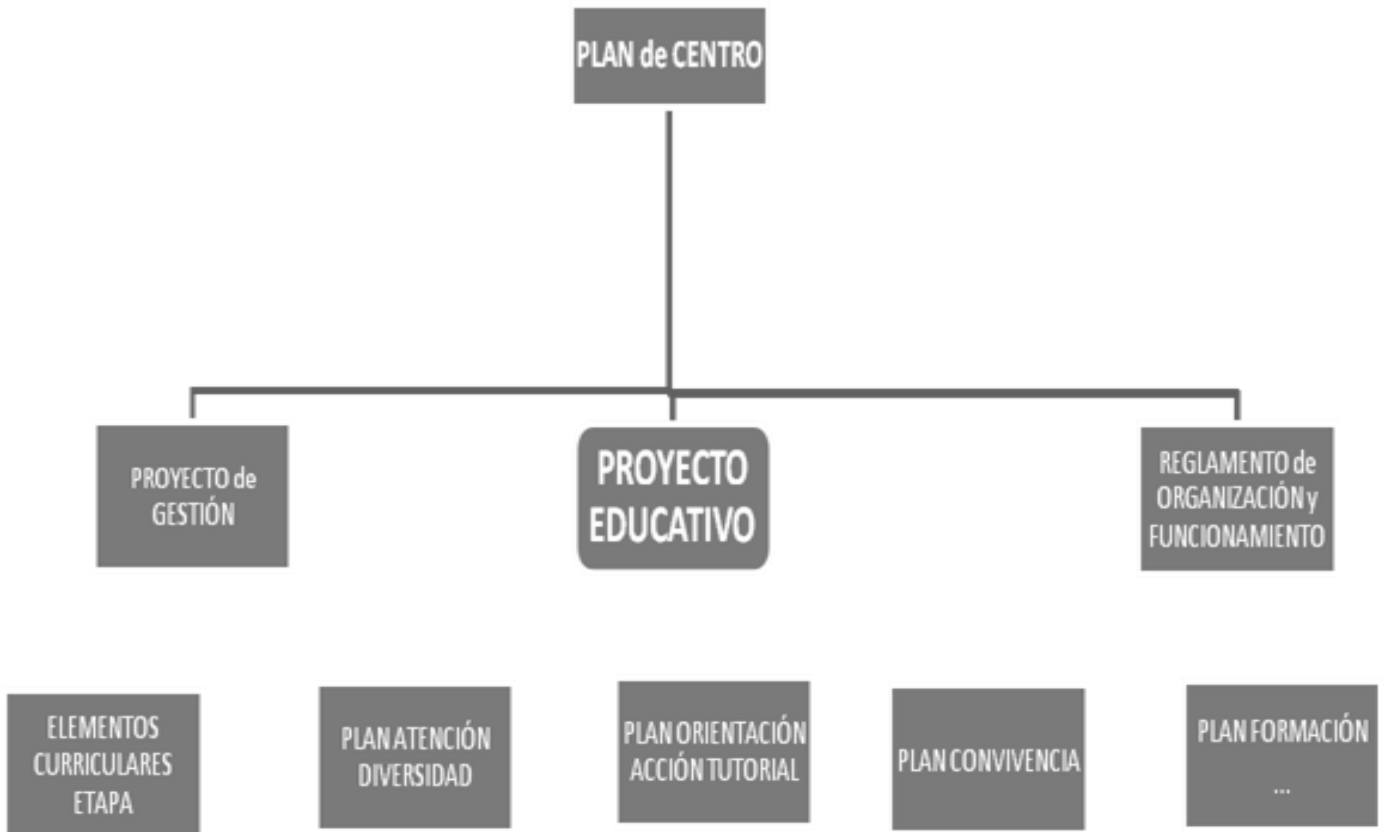 PLAN de CENTRO
PROYECTO de
GESTIÓN
PROYECTO
EDUCATIVO
REGLAMENTO de
ORGANIZACIÓN y
FUNCIONAMIENTO
ELEMENTOS
CURRICULARES
ETAPA
PLAN ATENCIÓN
DIVERSIDAD
PLAN ORIENTACIÓN
ACCIÓN TUTORIAL
PLAN CONVIVENCIA
PLAN FORMACIÓN
...